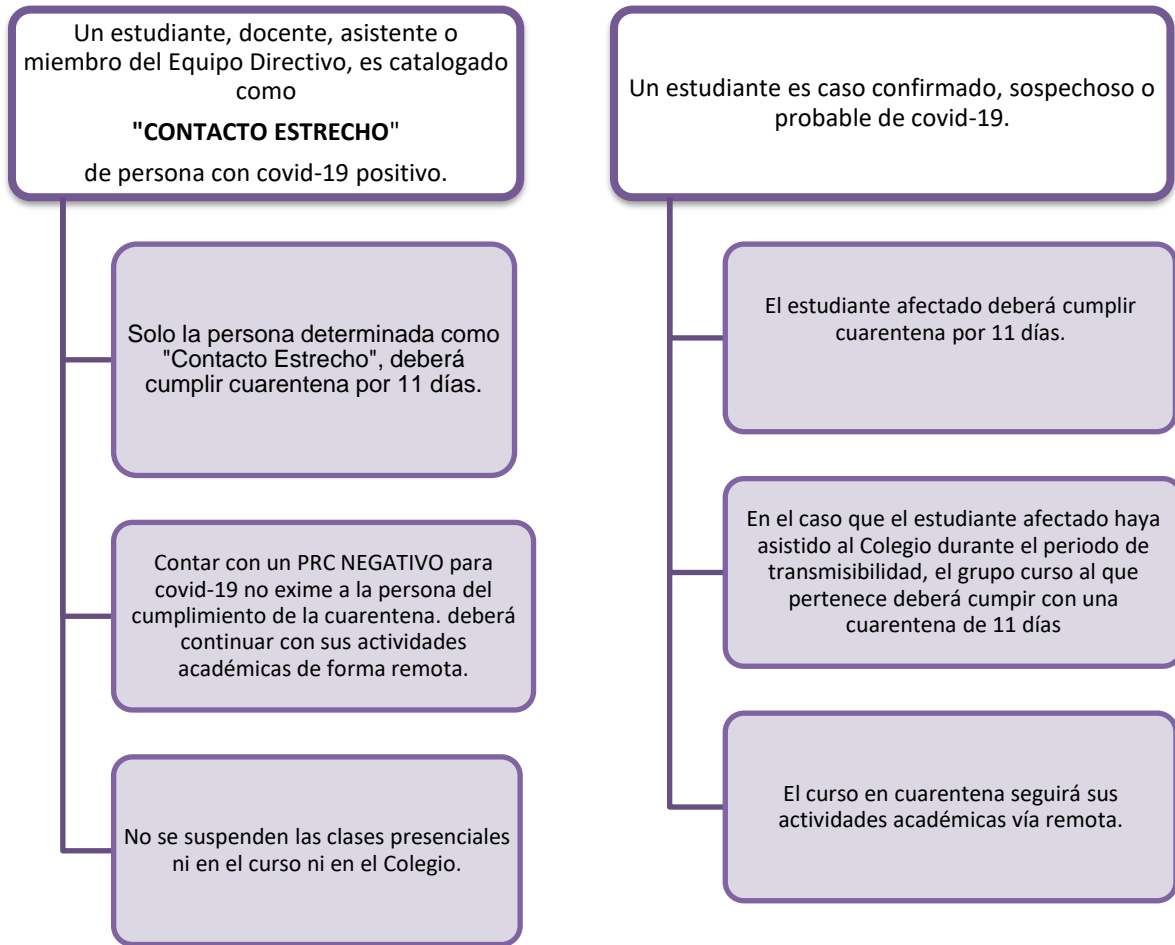 Un estudiante, docente, asistente o
miembro del Equipo Directivo, es catalogado
como
"CONTACTO ESTRECHO"
de persona con covid-19 positivo.
Solo la persona determinada como
"Contacto Estrecho", deberá
cumplir cuarentena por 11 días.
Contar con un PRC NEGATIVO para
covid-19 no exime a la persona del
cumplimiento de la cuarentena. deberá
continuar con sus actividades
académicas de forma remota.
No se suspenden las clases presenciales
ni en el curso ni en el Colegio.
Un estudiante es caso confirmado, sospechoso o
probable de covid-19.
El estudiante afectado deberá cumplir
cuarentena por 11 días.
En el caso que el estudiante afectado haya
asistido al Colegio durante el periodo de
transmisibilidad, el grupo curso al que
pertenece deberá cumpir con una
cuarentena de 11 días
El curso en cuarentena seguirá sus
actividades académicas vía remota.